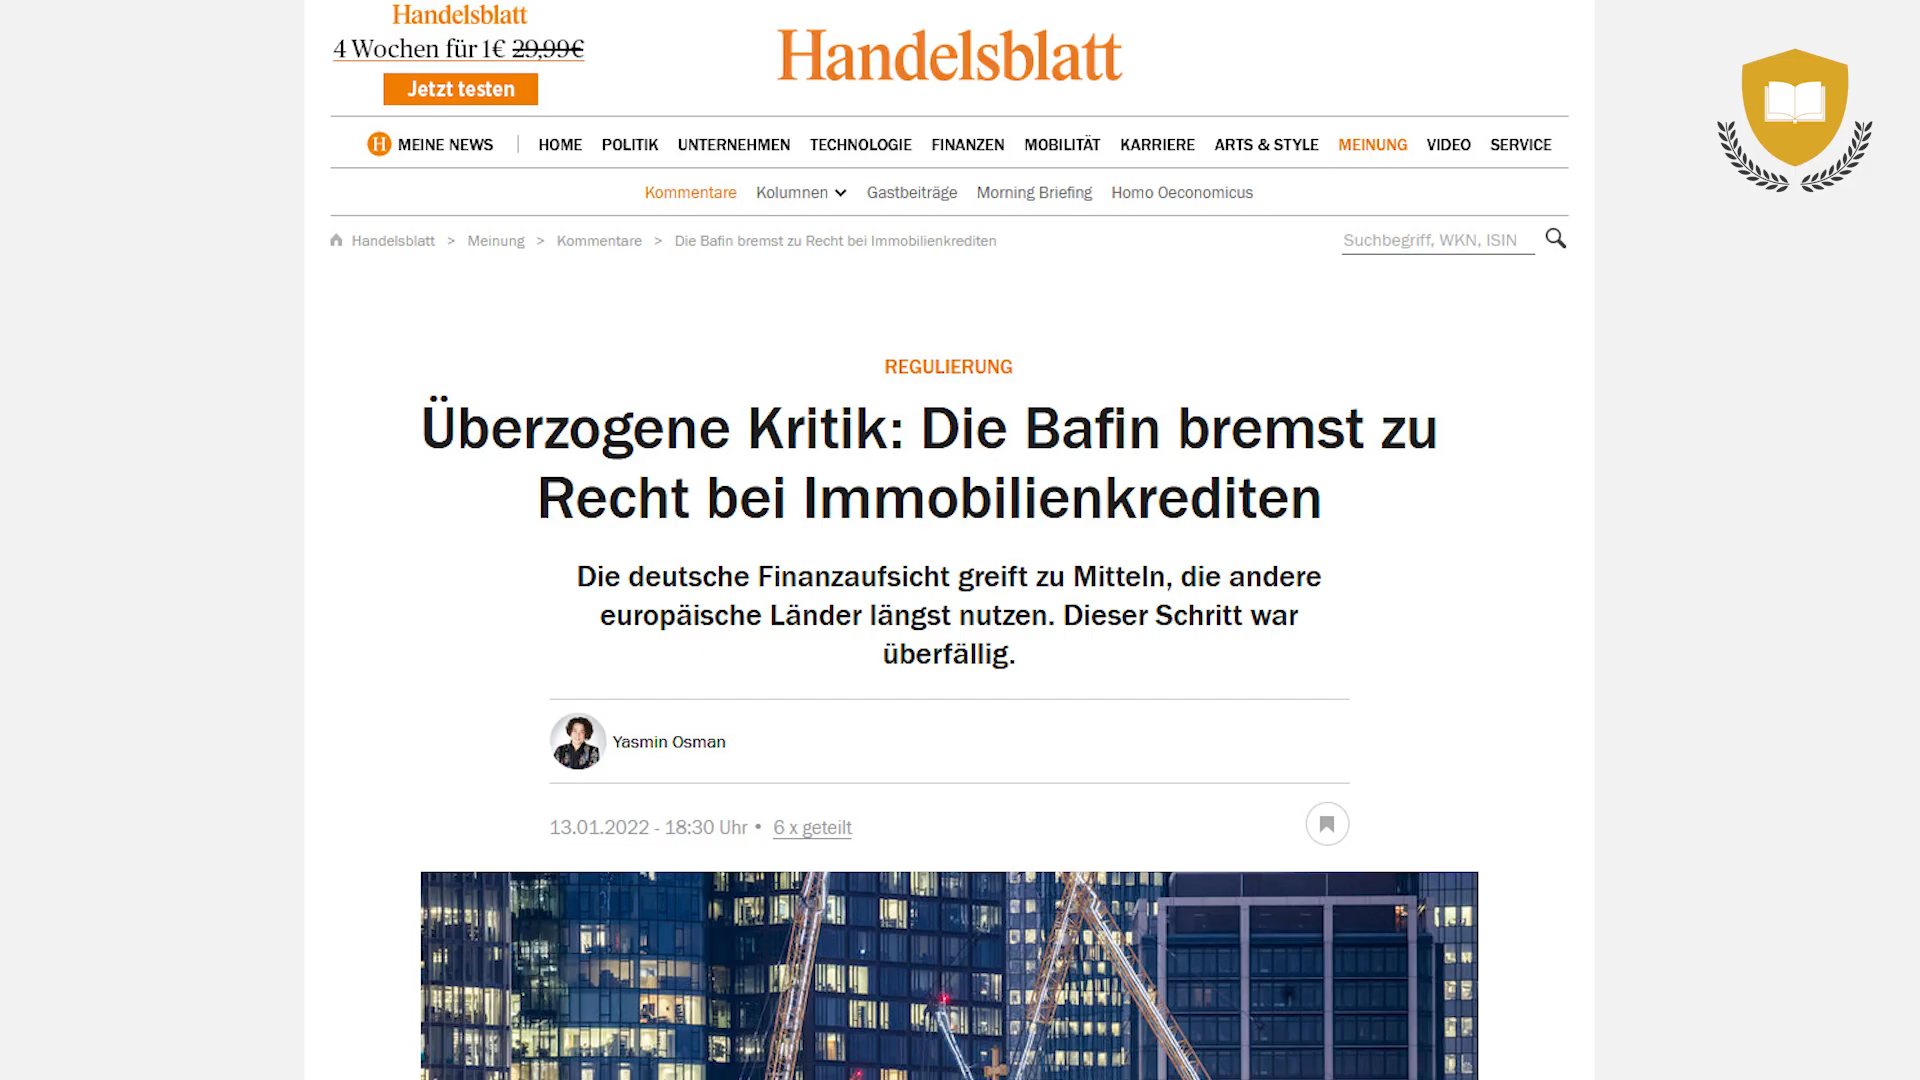 Handelsblatt
4 Wochen für 1€ 29,99€
Jetzt testen
Handelsblatt
H MEINE NEWS HOME POLITIK UNTERNEHMEN TECHNOLOGIE FINANZEN MOBILITÄT KARRIERE ARTS & STYLE MEINUNG VIDEO SERVICE
Kommentare Kolumnen Gastbeiträge Morning Briefing Homo Oeconomicus
Handelsblatt > Meinung > Kommentare > Die Bafin bremst zu Recht bei Immobilienkrediten
Suchbegriff, WKN, ISIN
REGULIERUNG
Überzogene Kritik: Die Bafin bremst zu
Recht bei Immobilienkrediten
Die deutsche Finanzaufsicht greift zu Mitteln, die andere
europäische Länder längst nutzen. Dieser Schritt war
überfällig.
Yasmin Osman
13.01.2022 - 18:30 Uhr • 6 x geteilt